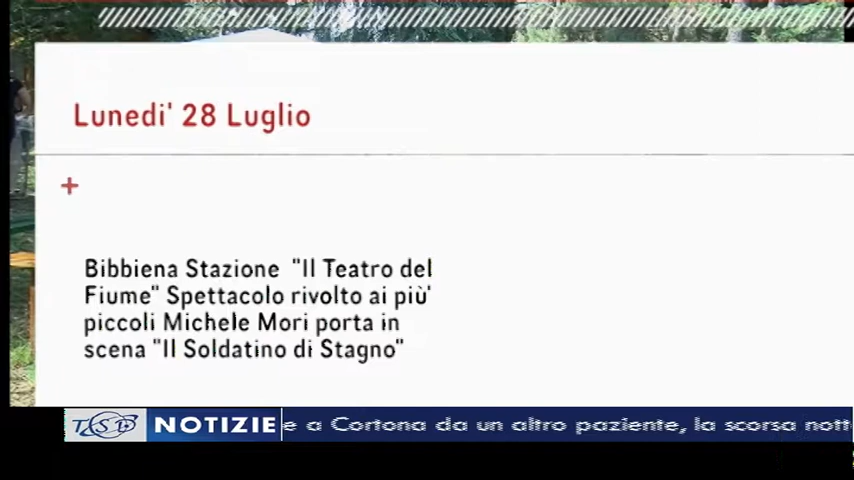 Lunedi' 28 Luglio
+
Bibbiena Stazione "Il Teatro del
Fiume" Spettacolo rivolto ai più'
piccoli Michele Mori porta in
scena "Il Soldatino di Stagno"
TSD NOTIZIE e a Cortona da un altro paziente, la scorsa nott